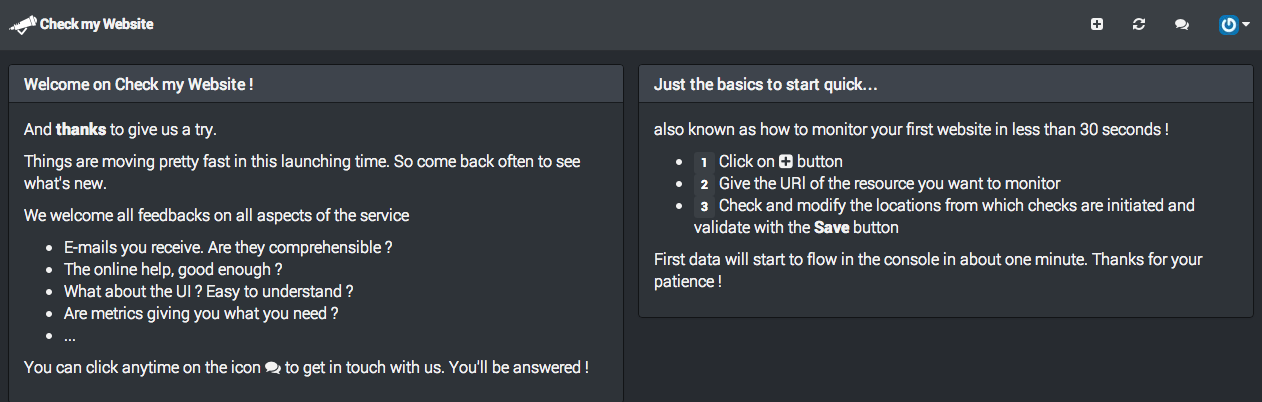 Check my Website
Welcome on Check my Website !
And thanks to give us a try.
Things are moving pretty fast in this launching time. So come back often to see
what's new.
We welcome all feedbacks on all aspects of the service
E-mails you receive. Are they comprehensible ?
The online help, good enough ?
What about the UI ? Easy to understand ?
Are metrics giving you what you need ?
...
You can click anytime on the icon to get in touch with us. You'll be answered !
Just the basics to start quick...
also known as how to monitor your first website in less than 30 seconds !
1 Click on button
2 Give the URl of the resource you want to monitor
3 Check and modify the locations from which checks are initiated and
validate with the Save button
First data will start to flow in the console in about one minute. Thanks for your
patience !